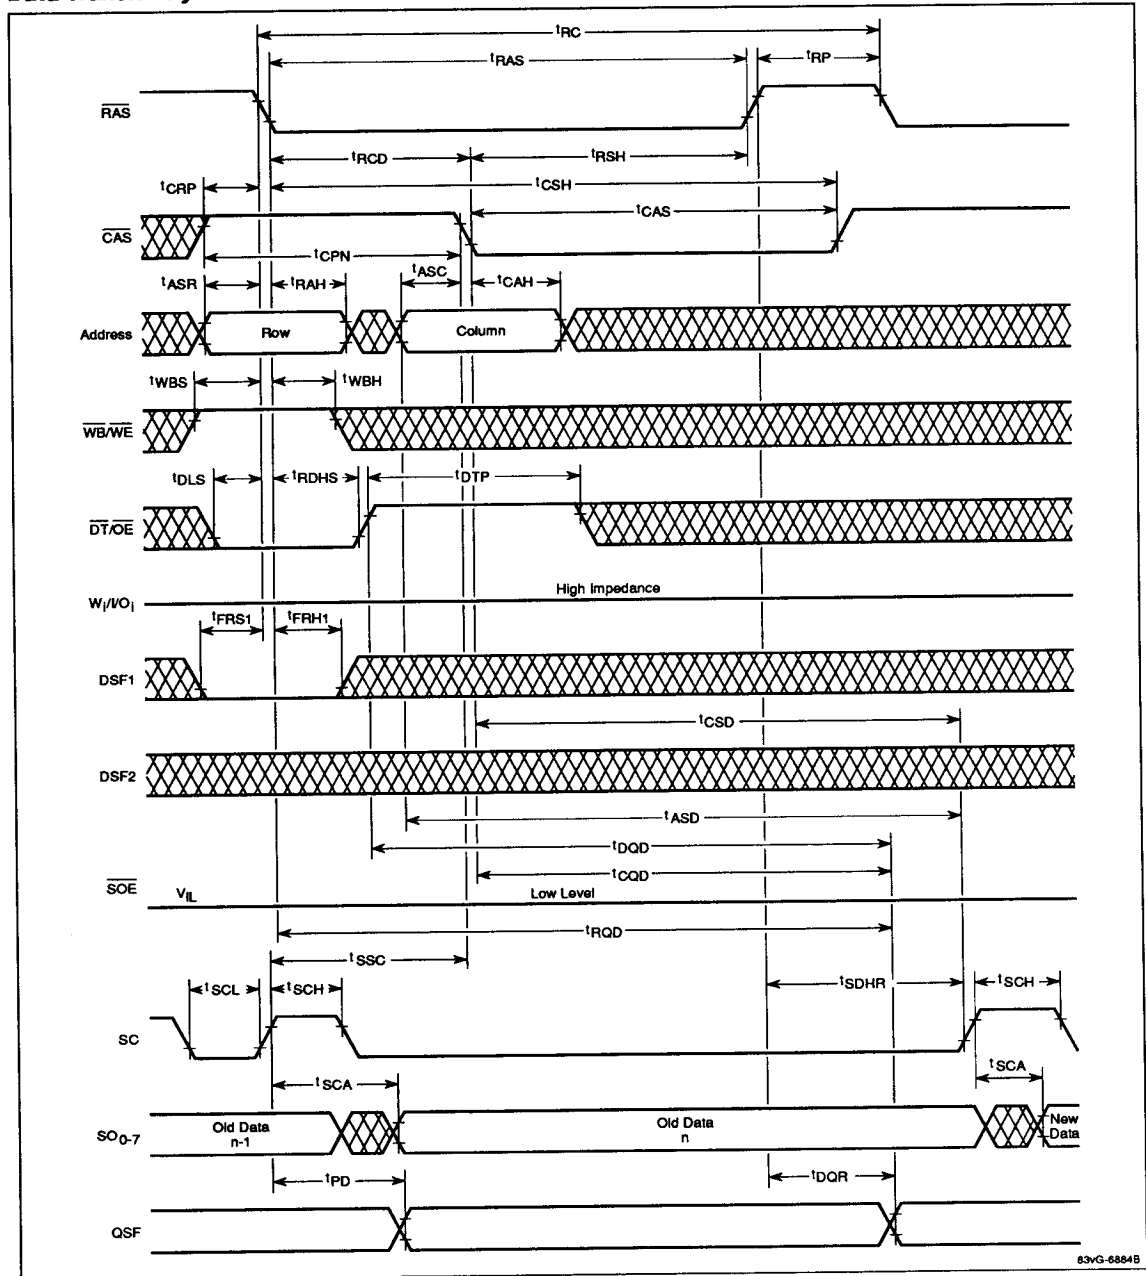 tRC
tRAS
tRP
RAS
tRCD
tRSH
tCRP
tCSH
tCAS
CAS
tCPN
tASR
tRAH
tASC
tCAH
Address
Row
Column
tWBS
tWBH
WB/WE
tDLS
tRDHS
tDTP
DT/OE
High Impedance
Wi/I/Oi
tFRS1
tFRH1
DSF1
tCSD
DSF2
tASD
tDQD
tCQD
SOE
VIL
Low Level
tRQD
tSSC
tSCL
tSCH
tSDHR
tSCH
SC
tSCA
tSCA
SO0-7
Old Data
n-1
Old Data
n
New
Data
tPD
tDQR
QSF
83vG-6884B